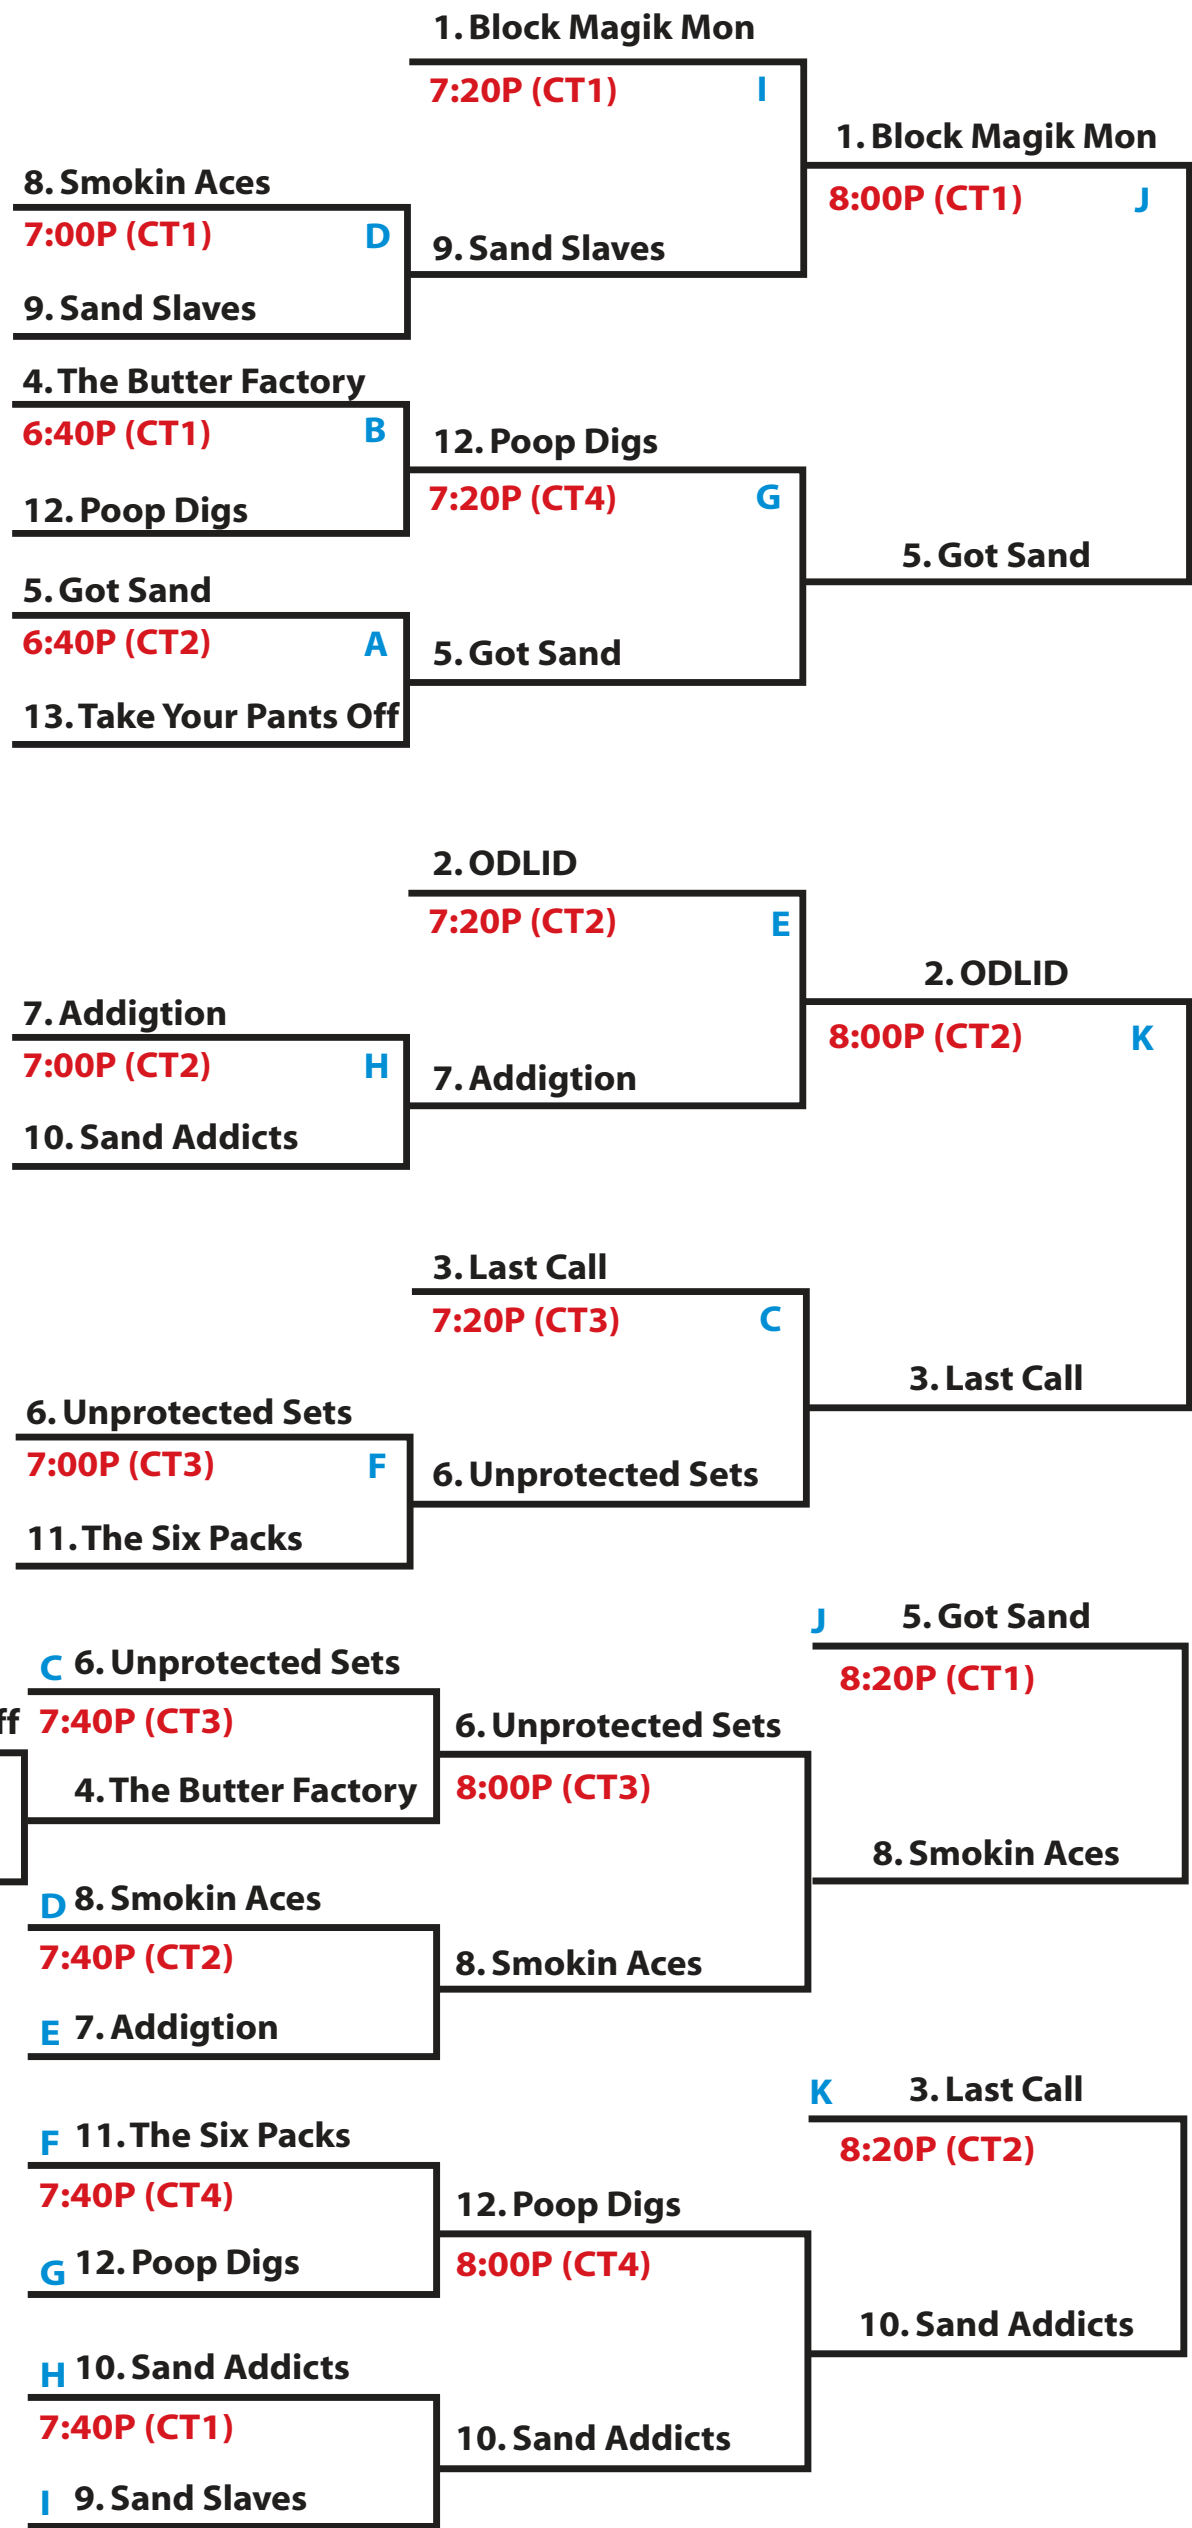 1. Block Magik Mon
7:20P (CT1) I
1. Block Magik Mon
8:00P (CT1) J
8. Smokin Aces
7:00P (CT1) D
9. Sand Slaves
9. Sand Slaves
4. The Butter Factory
6:40P (CT1) B
12. Poop Digs
7:20P (CT4) G
12. Poop Digs
5. Got Sand
5. Got Sand
6:40P (CT2) A
5. Got Sand
13. Take Your Pants Off
2. ODLID
7:20P (CT2) E
2. ODLID
8:00P (CT2) K
7. Addigtion
7:00P (CT2) H
7. Addigtion
10. Sand Addicts
3. Last Call
7:20P (CT3) C
3. Last Call
6. Unprotected Sets
7:00P (CT3) F
6. Unprotected Sets
11. The Six Packs
J 5. Got Sand
8:20P (CT1)
C 6. Unprotected Sets
ff 7:40P (CT3)
6. Unprotected Sets
4. The Butter Factory
8:00P (CT3)
8. Smokin Aces
D 8. Smokin Aces
7:40P (CT2)
8. Smokin Aces
E 7. Addigtion
K 3. Last Call
8:20P (CT2)
F 11. The Six Packs
7:40P (CT4)
12. Poop Digs
G 12. Poop Digs
8:00P (CT4)
10. Sand Addicts
H 10. Sand Addicts
7:40P (CT1)
10. Sand Addicts
I 9. Sand Slaves